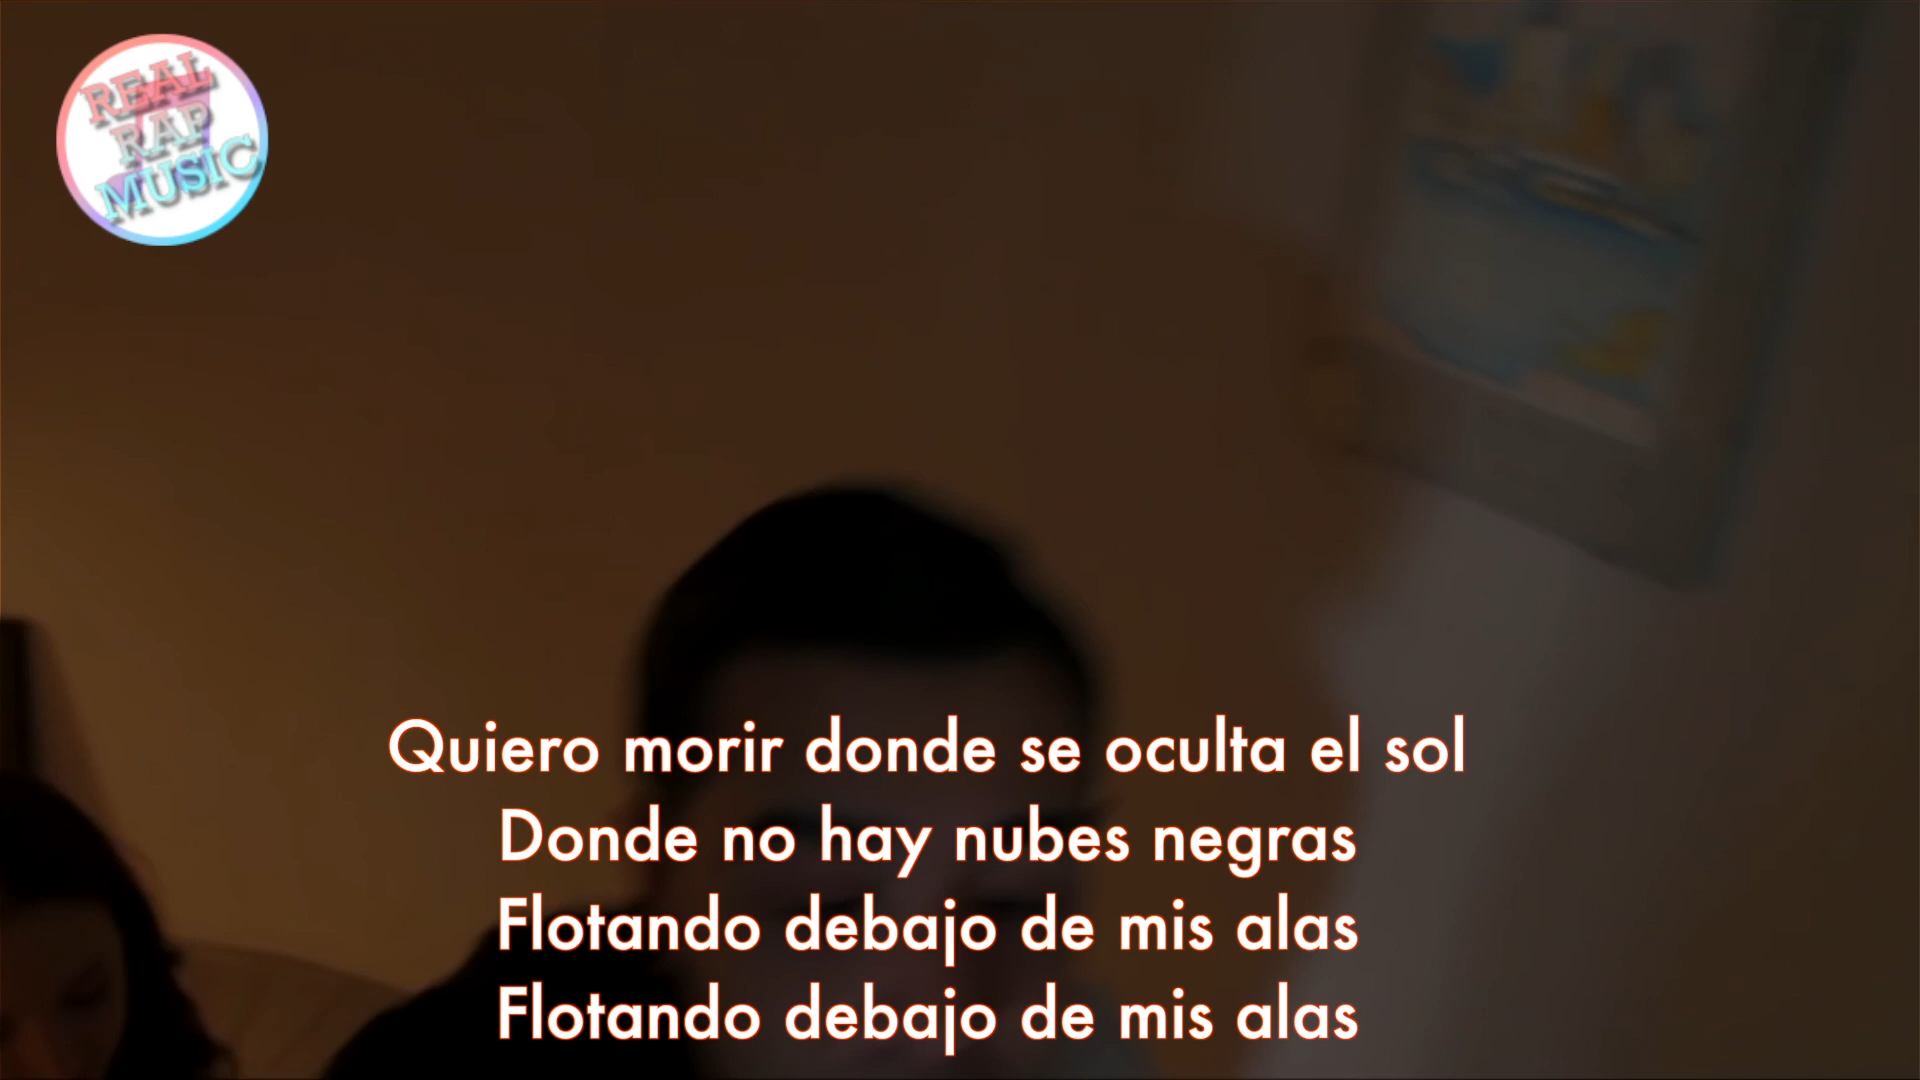 REAL
RAP
MUSIC
Quiero morir donde se oculta el sol
Donde no hay nubes negras
Flotando debajo de mis alas
Flotando debajo de mis alas